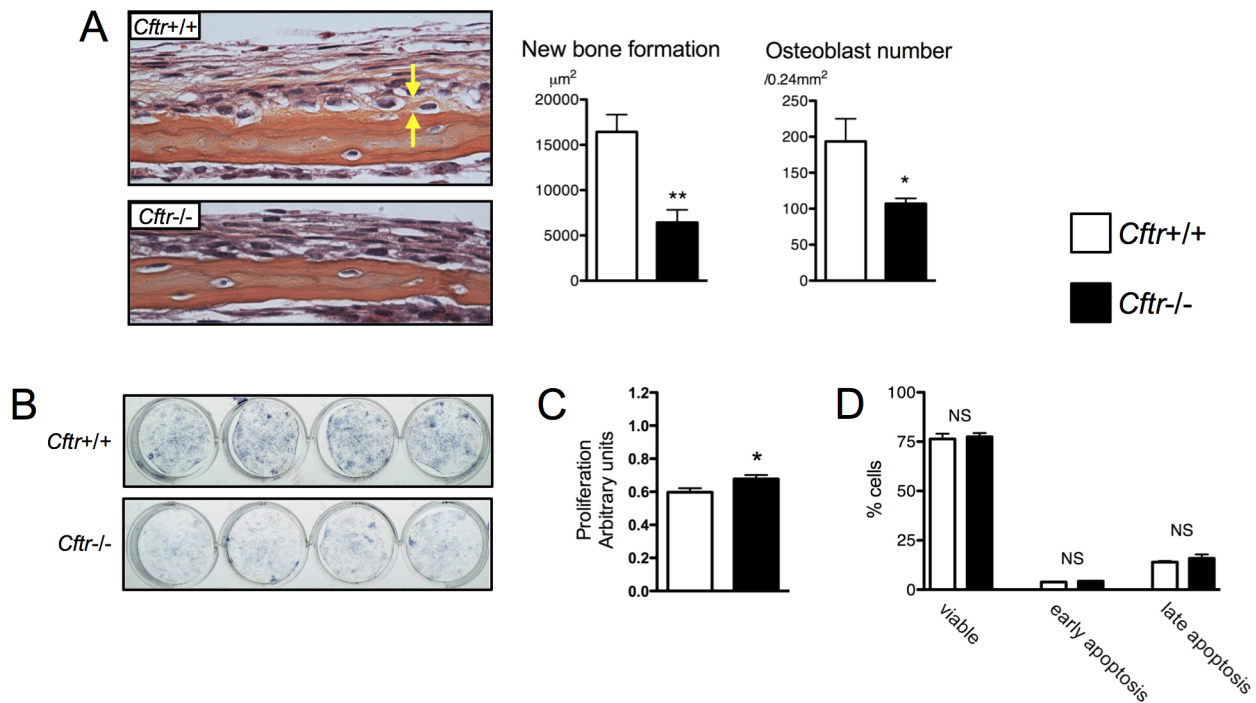 A
Cftr+/+
Cftr-/-
New bone formation
μm2
20000
15000
10000
5000
0
**
Osteoblast number
/0.24mm2
250
200
150
100
50
0
*
Cftr+/+
Cftr-/-
B
Cftr+/+
Cftr-/-
C
Proliferation
Arbitrary units
1.2
1.0
0.8
0.6
0.4
0.2
0.0
*
D
% cells
100
75
50
25
0
NS
NS
NS
viable
early apoptosis
late apoptosis